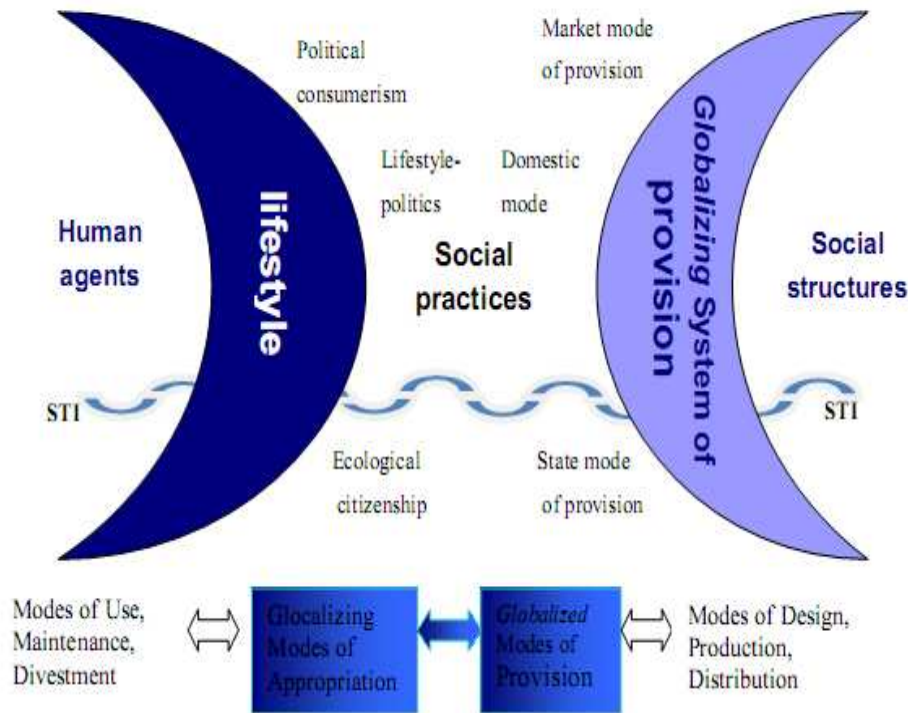 Political
consumerism
Market mode
of provision
Lifestyle-
politics
Domestic
mode
Human
agents
lifestyle
Social
practices
Globalizing System of
provision
Social
structures
STI
STI
Ecological
citizenship
State mode
of provision
Modes of Use,
Maintenance,
Divestment
Glocalizing
Modes of
Appropriation
Globalized
Modes of
Provision
Modes of Design,
Production,
Distribution